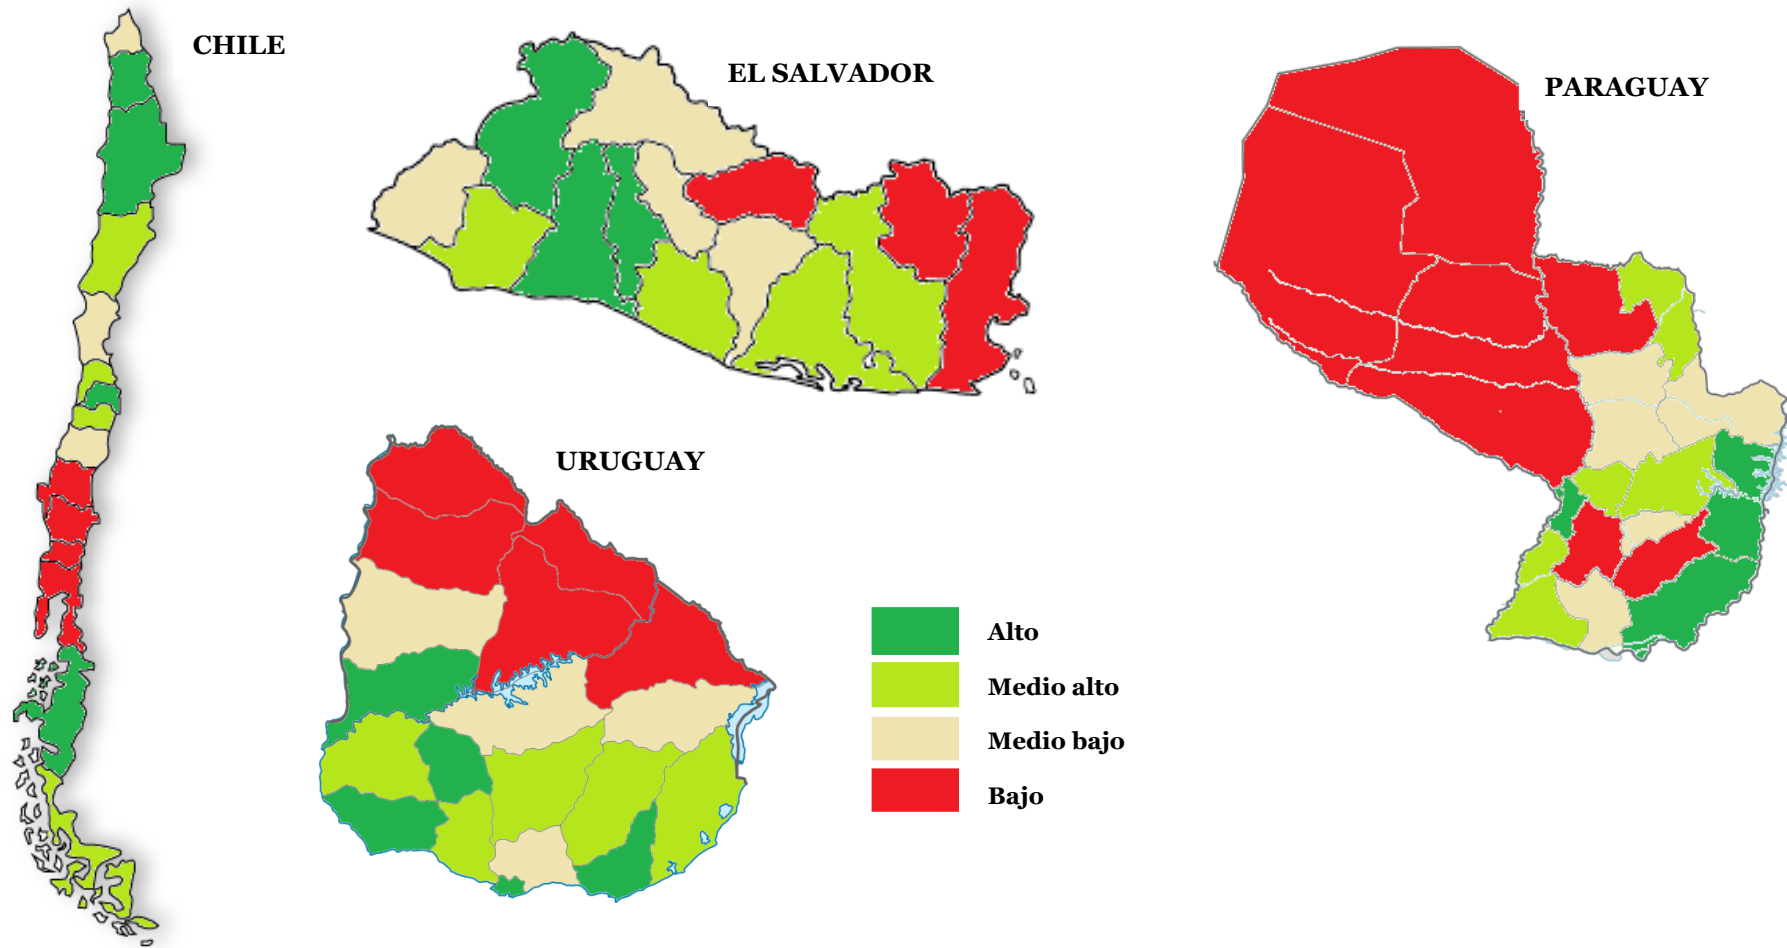 CHILE
EL SALVADOR
PARAGUAY
URUGUAY
Alto
Medio alto
Medio bajo
Bajo